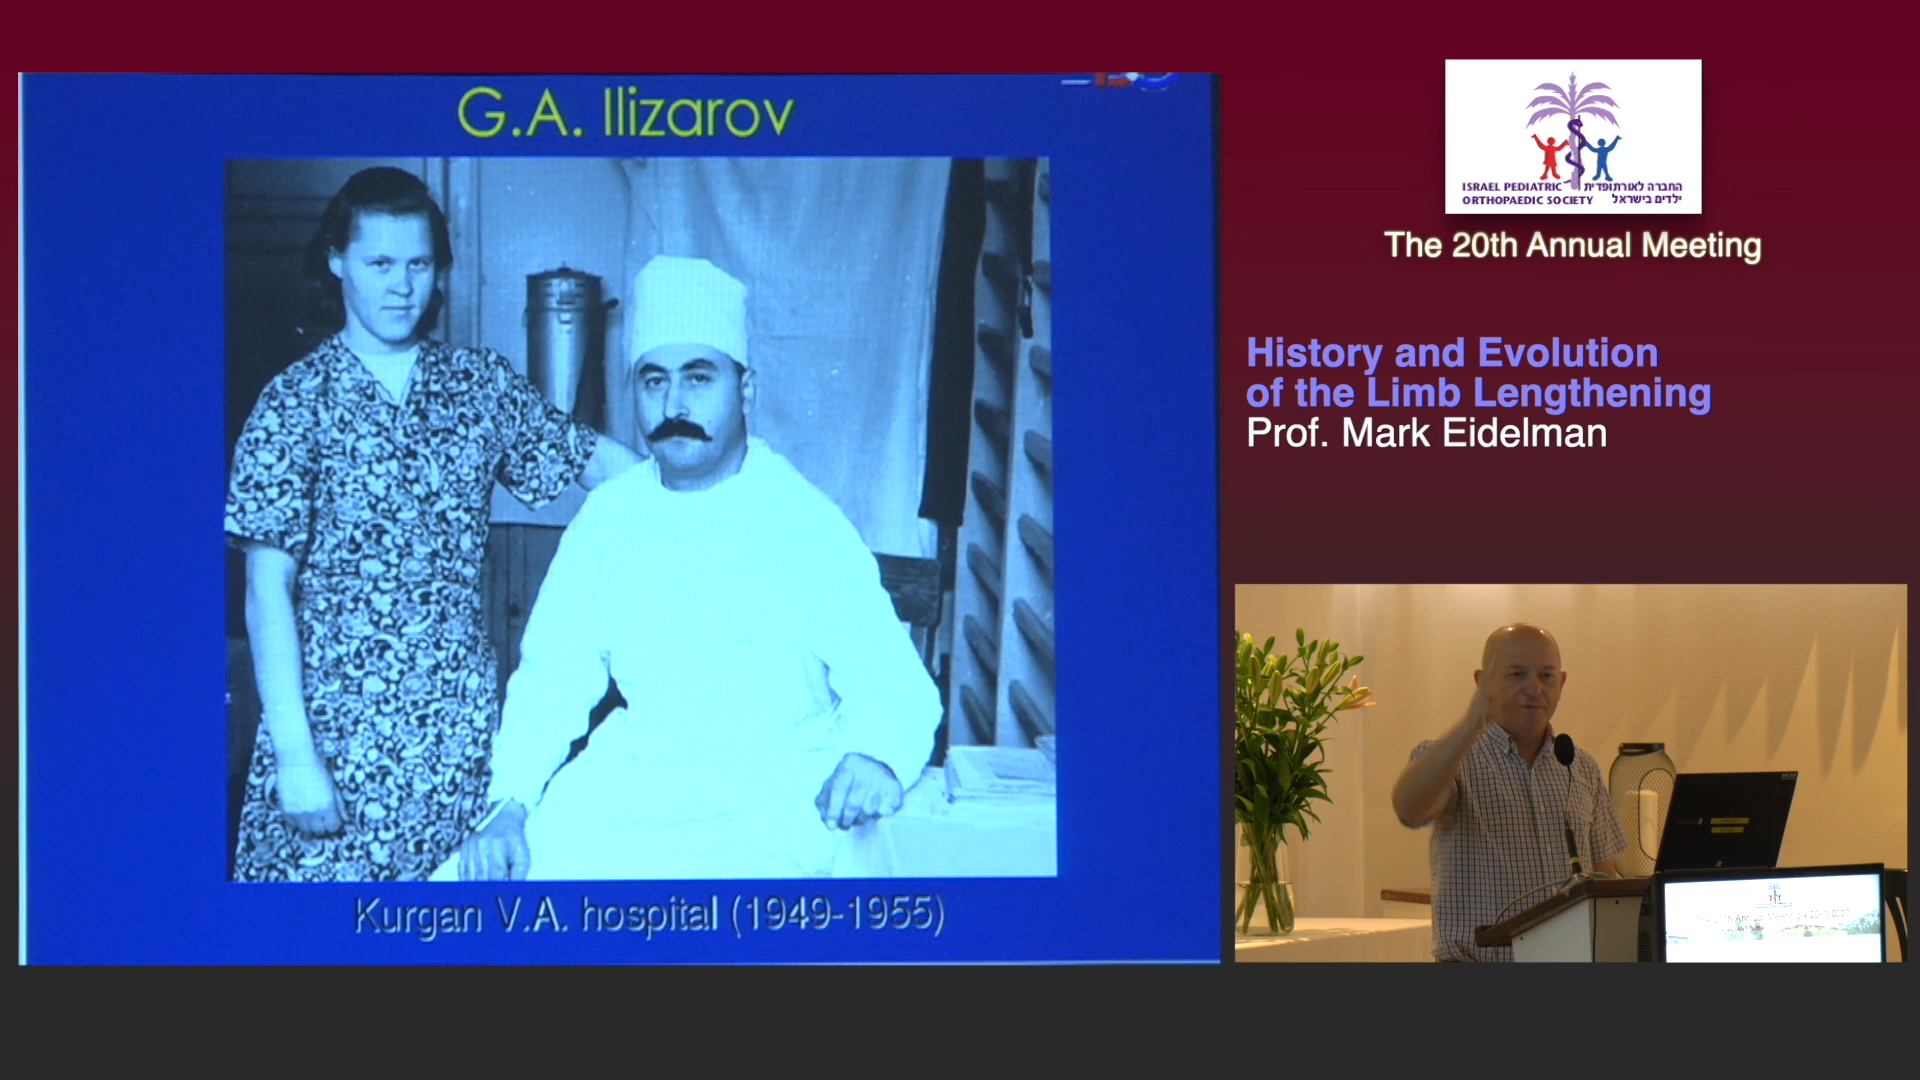 G.A. Ilizarov
Kurgan V.A. hospital (1949-1955)
ISRAEL PEDIATRIC
ORTHOPAEDIC SOCIETY
החברה לאורתופדית
ילדים בישראל
The 20th Annual Meeting
History and Evolution
of the Limb Lengthening
Prof. Mark Eidelman